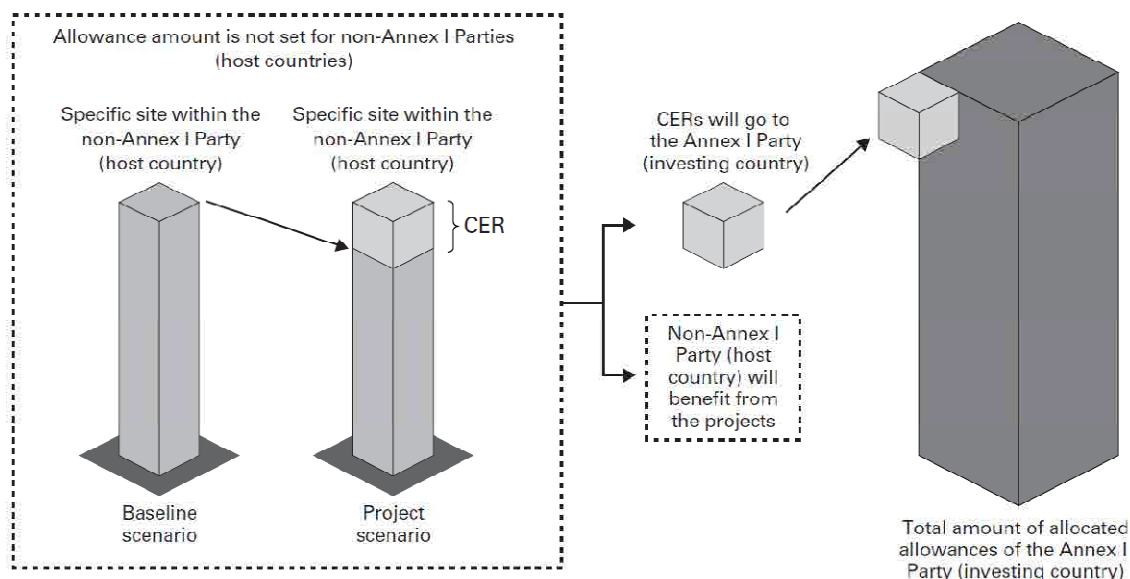 Allowance amount is not set for non-Annex I Parties
(host countries)
Specific site within the
non-Annex I Party
(host country)
Specific site within the
non-Annex I Party
(host country)
CER
Baseline
scenario
Project
scenario
CERs will go to
the Annex I Party
(investing country)
Non-Annex I
Party (host
country) will
benefit from
the projects
Total amount of allocated
allowances of the Annex I
Party (investing country)